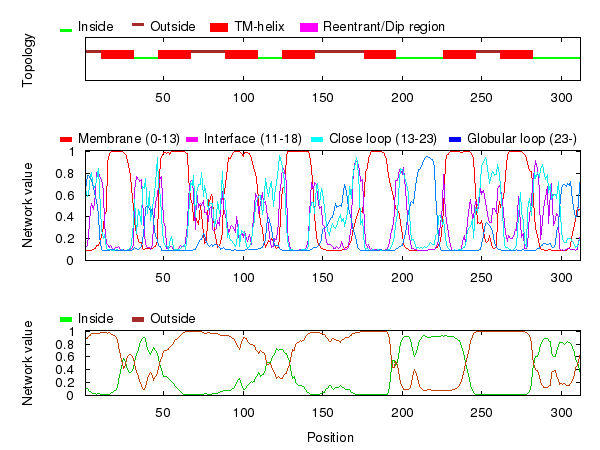 Inside Outside TM-helix Reentrant/Dip region
Topology
50 100 150 200 250 300
Membrane (0-13) Interface (11-18) Close loop (13-23) Globular loop (23-)
Network value
1
0.8
0.6
0.4
0.2
0
50 100 150 200 250 300
Inside Outside
Network value
1
0.8
0.6
0.4
0.2
0
50 100 150 200 250 300
Position